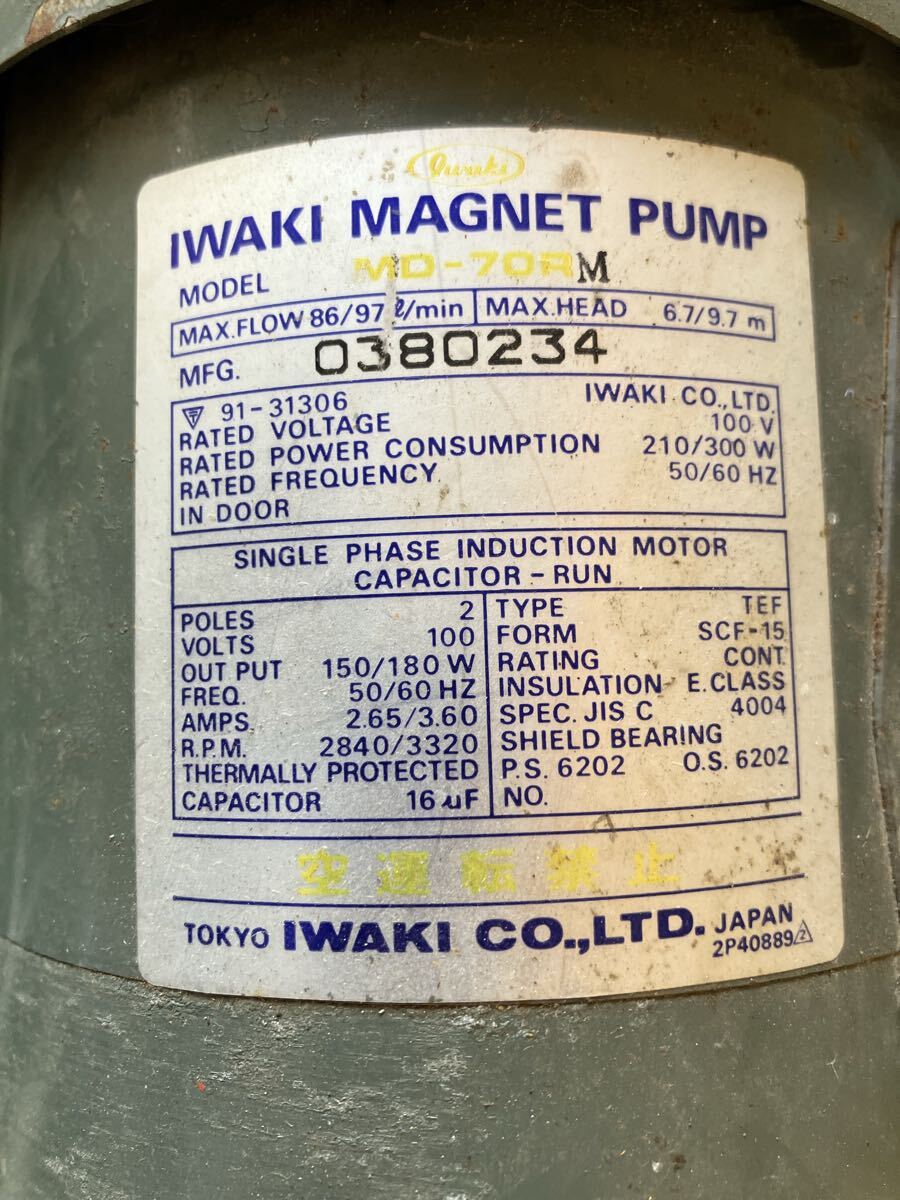 Iwaki
IWAKI MAGNET PUMP
MODEL MD-70RM
MAX.FLOW 86/97 ℓ/min MAX.HEAD 6.7/9.7 m
MFG. 0380234
〒 91-31306 IWAKI CO.,LTD.
RATED VOLTAGE 100 V
RATED POWER CONSUMPTION 210/300 W
RATED FREQUENCY 50/60 HZ
IN DOOR
SINGLE PHASE INDUCTION MOTOR
CAPACITOR-RUN
POLES 2 TYPE TEF
VOLTS 100 FORM SCF-15
OUT PUT 150/180 W RATING CONT.
FREQ. 50/60 HZ INSULATION E.CLASS
AMPS. 2.65/3.60 SPEC. JIS C 4004
R.P.M. 2840/3320 SHIELD BEARING
THERMALLY PROTECTED P.S. 6202 O.S. 6202
CAPACITOR 16 μF NO.
空運転禁止
TOKYO IWAKI CO.,LTD. JAPAN
2P40889 2